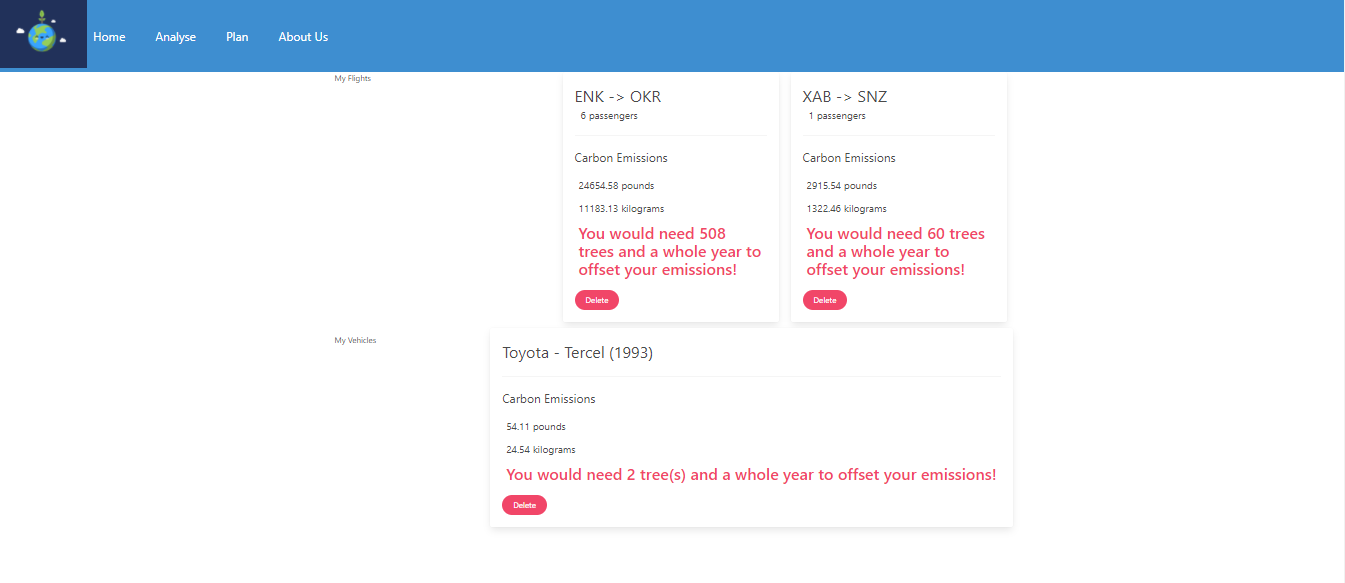 Home Analyse Plan About Us
My Flights
ENK -> OKR
6 passengers
Carbon Emissions
24654.58 pounds
11183.13 kilograms
You would need 508
trees and a whole year to
offset your emissions!
Delete
XAB -> SNZ
1 passengers
Carbon Emissions
2915.54 pounds
1322.46 kilograms
You would need 60 trees
and a whole year to
offset your emissions!
Delete
My Vehicles
Toyota - Tercel (1993)
Carbon Emissions
54.11 pounds
24.54 kilograms
You would need 2 tree(s) and a whole year to offset your emissions!
Delete